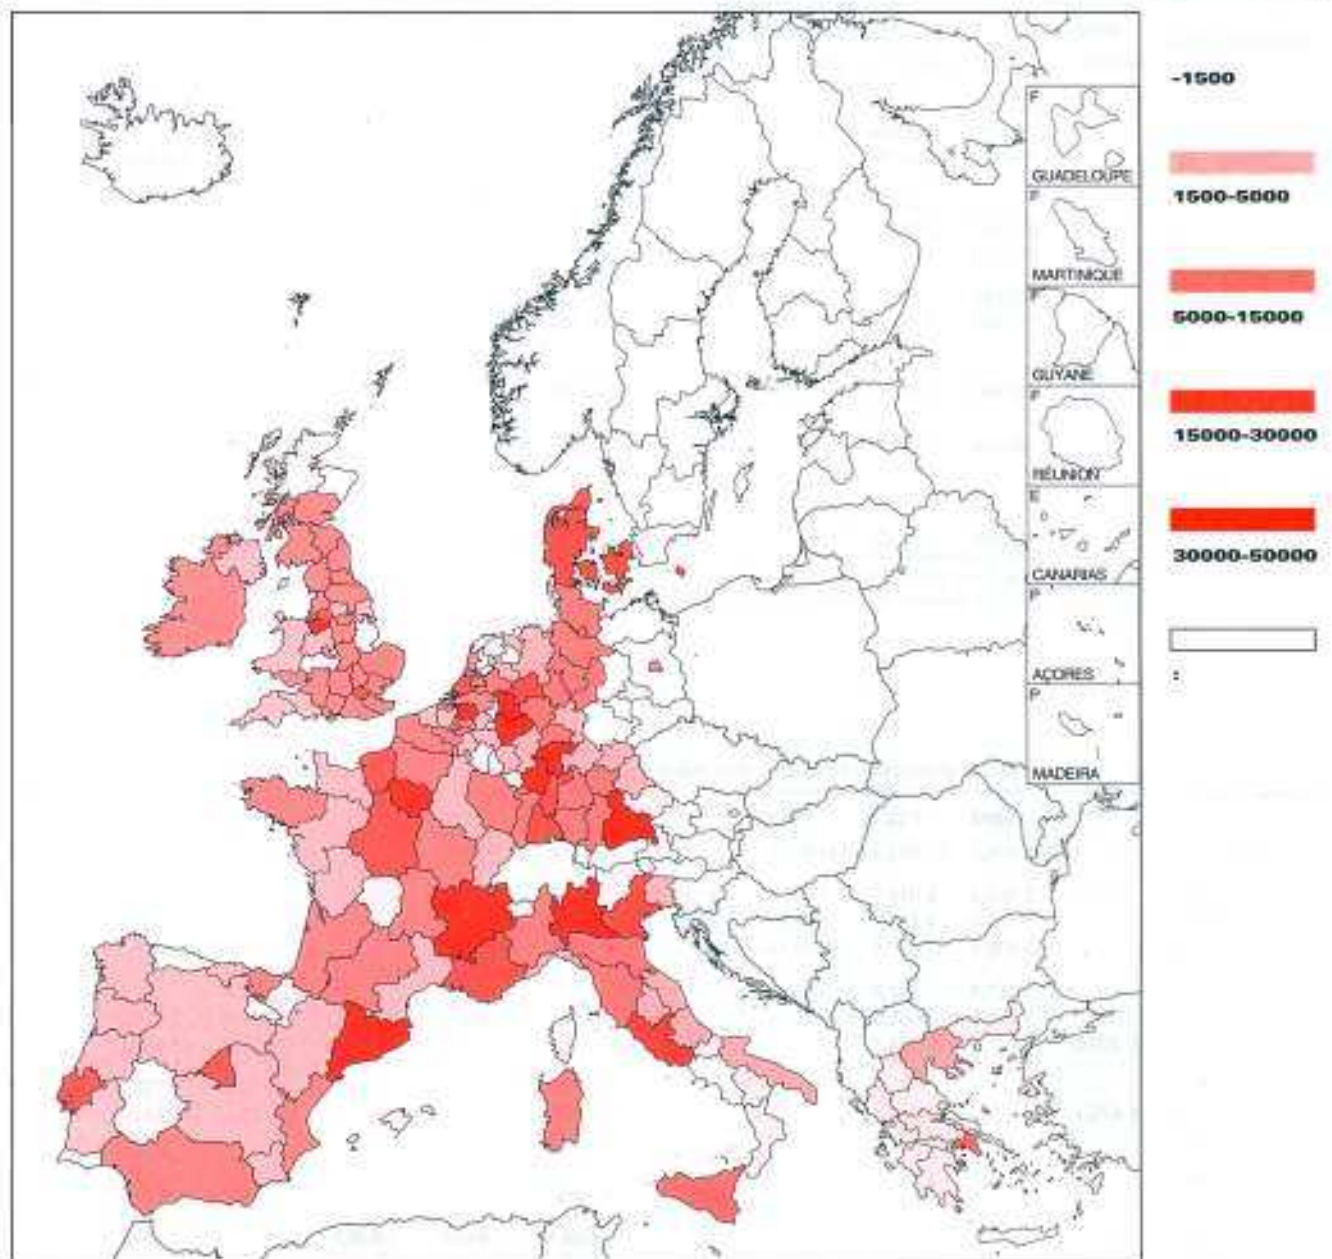 -1500
1500-5000
5000-15000
15000-30000
30000-50000
:
F
GUADELOUPE
F
MARTINIQUE
F
GUYANE
F
RÉUNION
E
CANARIAS
P
AÇORES
P
MADEIRA